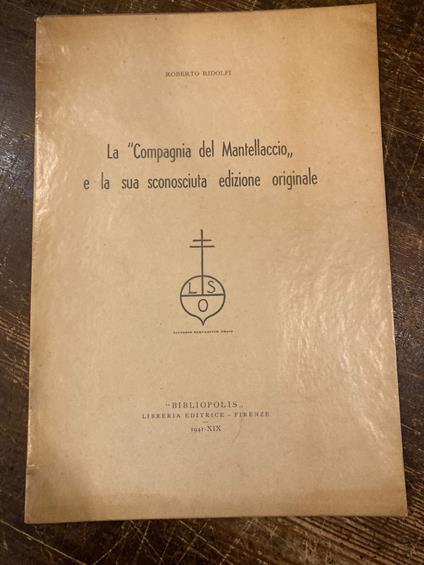 ROBERTO RIDOLFI
La "Compagnia del Mantellaccio„
e la sua sconosciuta edizione originale
L S
O
"BIBLIOPOLIS„
LIBRERIA EDITRICE - FIRENZE
1941-XIX